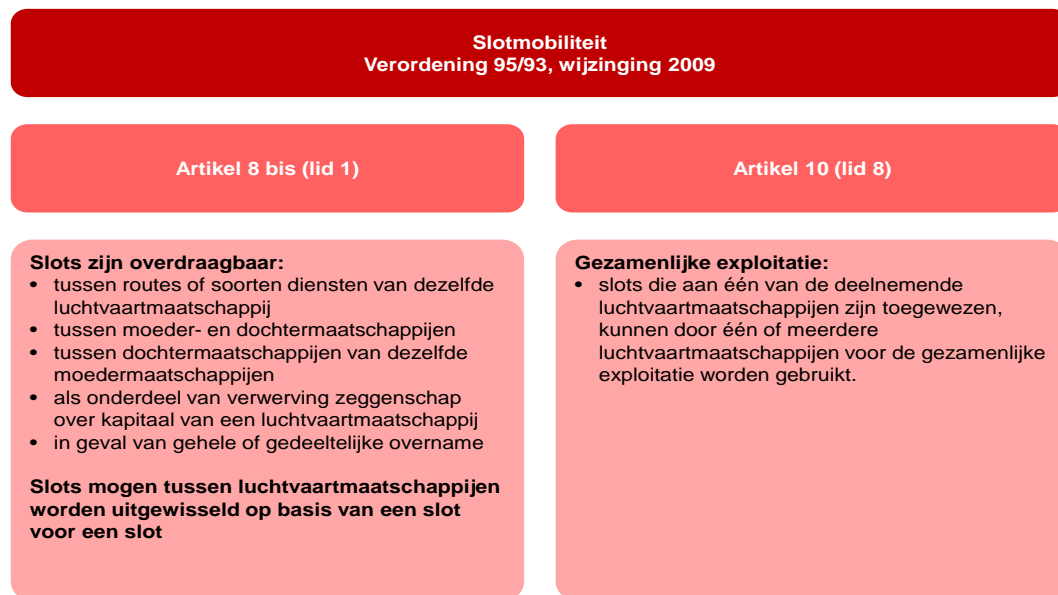 Slotmobiliteit
Verordening 95/93, wijzinging 2009
Artikel 8 bis (lid 1)
Artikel 10 (lid 8)
Slots zijn overdraagbaar:
• tussen routes of soorten diensten van dezelfde
luchtvaartmaatschappij
• tussen moeder- en dochtermaatschappijen
• tussen dochtermaatschappijen van dezelfde
moedermaatschappijen
• als onderdeel van verwerving zeggenschap
over kapitaal van een luchtvaartmaatschappij
• in geval van gehele of gedeeltelijke overname
Slots mogen tussen luchtvaartmaatschappijen
worden uitgewisseld op basis van een slot
voor een slot
Gezamenlijke exploitatie:
• slots die aan één van de deelnemende
luchtvaartmaatschappijen zijn toegewezen,
kunnen door één of meerdere
luchtvaartmaatschappijen voor de gezamenlijke
exploitatie worden gebruikt.